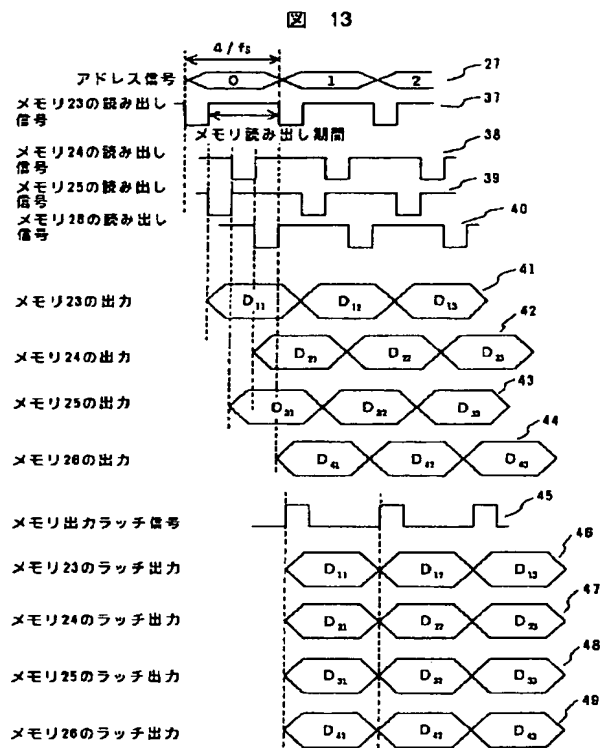 図 13
4/fs
アドレス信号 0 1 2 27
メモリ23の読み出し 37
信号
メモリ読み出し期間
メモリ24の読み出し 38
信号
メモリ25の読み出し 39
信号
メモリ26の読み出し 40
信号
メモリ23の出力 D11 D12 D13 41
メモリ24の出力 D21 D22 D23 42
メモリ25の出力 D31 D32 D33 43
メモリ26の出力 D41 D42 D43 44
メモリ出力ラッチ信号 45
メモリ23のラッチ出力 D11 D12 D13 46
メモリ24のラッチ出力 D21 D22 D23 47
メモリ25のラッチ出力 D31 D32 D33 48
メモリ26のラッチ出力 D41 D42 D43 49